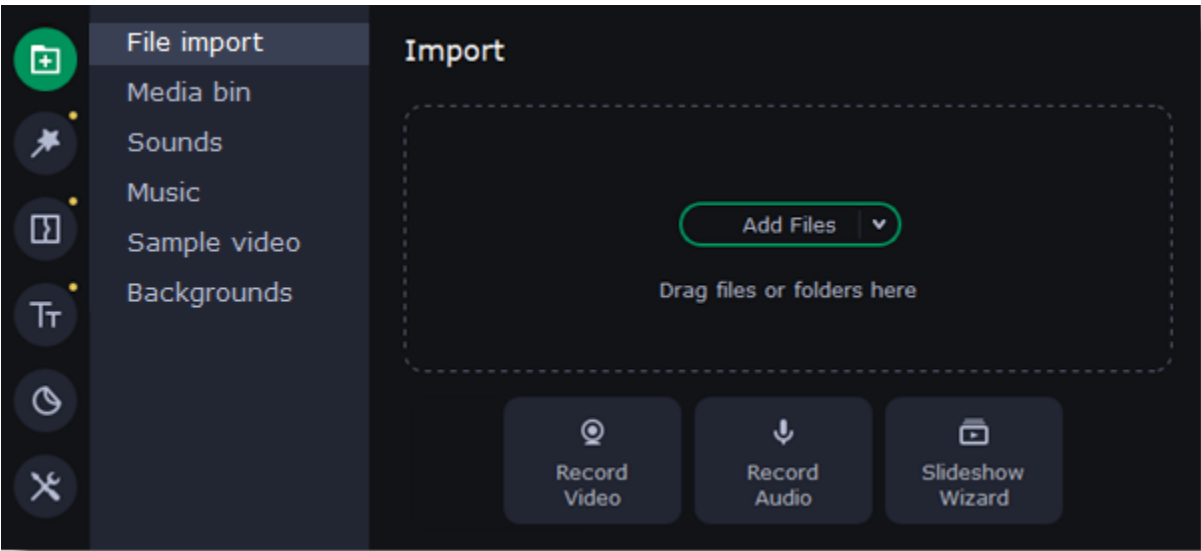 File import
Media bin
Sounds
Music
Sample video
Backgrounds
Import
Add Files
Drag files or folders here
Record
Video
Record
Audio
Slideshow
Wizard
Tт